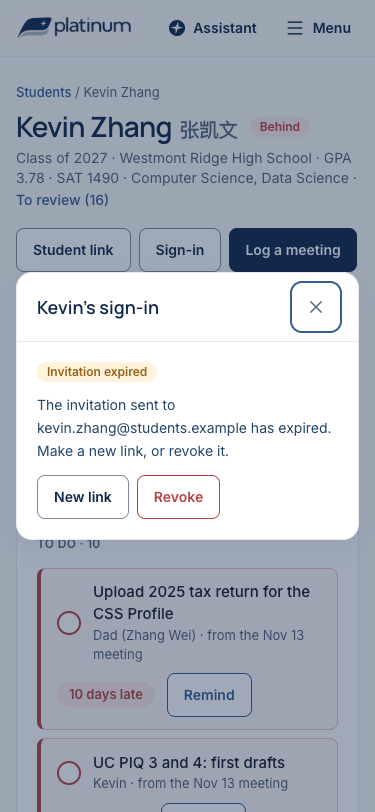 platinum
Assistant
Menu
Students / Kevin Zhang
Kevin Zhang 张凯文 Behind
Class of 2027 · Westmont Ridge High School · GPA
3.78 · SAT 1490 · Computer Science, Data Science ·
To review (16)
Student link
Sign-in
Log a meeting
Kevin's sign-in
Invitation expired
The invitation sent to
kevin.zhang@students.example has expired.
Make a new link, or revoke it.
New link
Revoke
TO DO · 10
Upload 2025 tax return for the
CSS Profile
Dad (Zhang Wei) · from the Nov 13
meeting
10 days late
Remind
UC PIQ 3 and 4: first drafts
Kevin · from the Nov 13 meeting